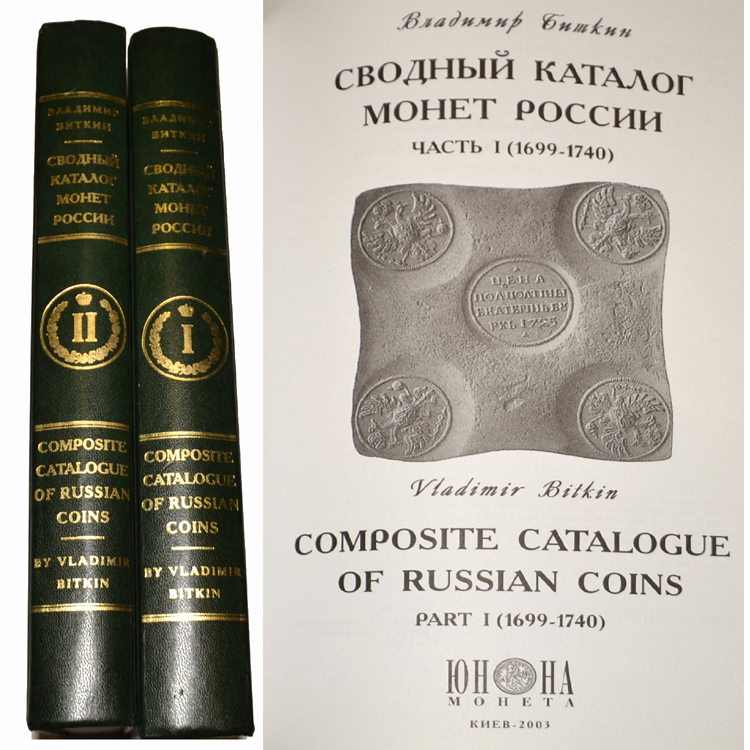 ВЛАДИМИР
БИТКИН
СВОДНЫЙ
КАТАЛОГ
МОНЕТ
РОССИИ
II
COMPOSITE
CATALOGUE
OF RUSSIAN
COINS
BY VLADIMIR
BITKIN
ВЛАДИМИР
БИТКИН
СВОДНЫЙ
КАТАЛОГ
МОНЕТ
РОССИИ
I
COMPOSITE
CATALOGUE
OF RUSSIAN
COINS
BY VLADIMIR
BITKIN
Владимир Биткин
СВОДНЫЙ КАТАЛОГ
МОНЕТ РОССИИ
ЧАСТЬ I (1699-1740)
ЦЕНА
ПОЛПОЛТИНЫ
ЕКАТЕРIНЬБУ
РХЬ 1725
Vladimir Bitkin
COMPOSITE CATALOGUE
OF RUSSIAN COINS
PART I (1699-1740)
ЮНОНА
МОНЕТА
КИЕВ-2003